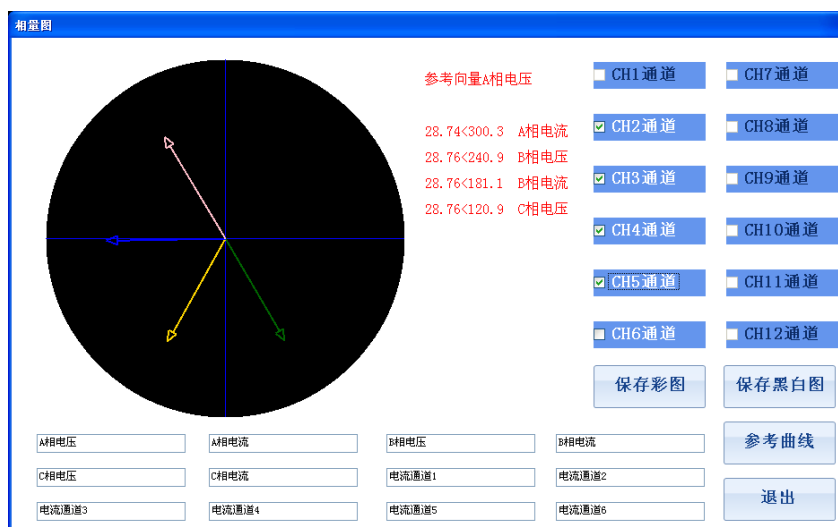 相量图
参考向量A相电压
28.74<300.3 A相电流
28.76<240.9 B相电压
28.76<181.1 B相电流
28.76<120.9 C相电压
CH1通道
CH7通道
CH2通道
CH8通道
CH3通道
CH9通道
CH4通道
CH10通道
CH5通道
CH11通道
CH6通道
CH12通道
保存彩图
保存黑白图
参考曲线
退出
A相电压
A相电流
B相电压
B相电流
C相电压
C相电流
电流通道1
电流通道2
电流通道3
电流通道4
电流通道5
电流通道6